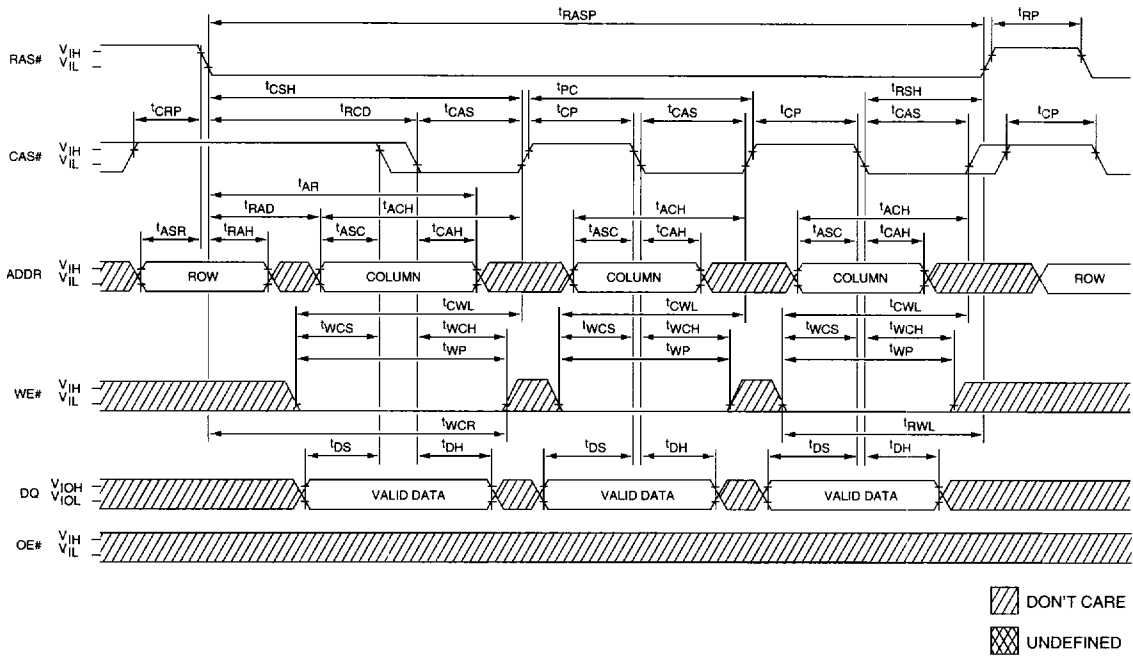 tRASP tRP
RAS# VIH
VIL
tCSH tPC tRSH
tCRP tRCD tCAS tCP tCAS tCP tCAS tCP
CAS# VIH
VIL
tAR
tRAD tACH tACH tACH
tASR tRAH tASC tCAH tASC tCAH tASC tCAH
ADDR VIH
VIL
ROW COLUMN COLUMN COLUMN ROW
tCWL tCWL tCWL
tWCS tWCH tWCS tWCH tWCS tWCH
tWP tWP tWP
WE# VIH
VIL
tWCR tRWL
tDS tDH tDS tDH tDS tDH
DQ VIOH
VIOL
VALID DATA VALID DATA VALID DATA
OE# VIH
VIL
DON'T CARE
UNDEFINED